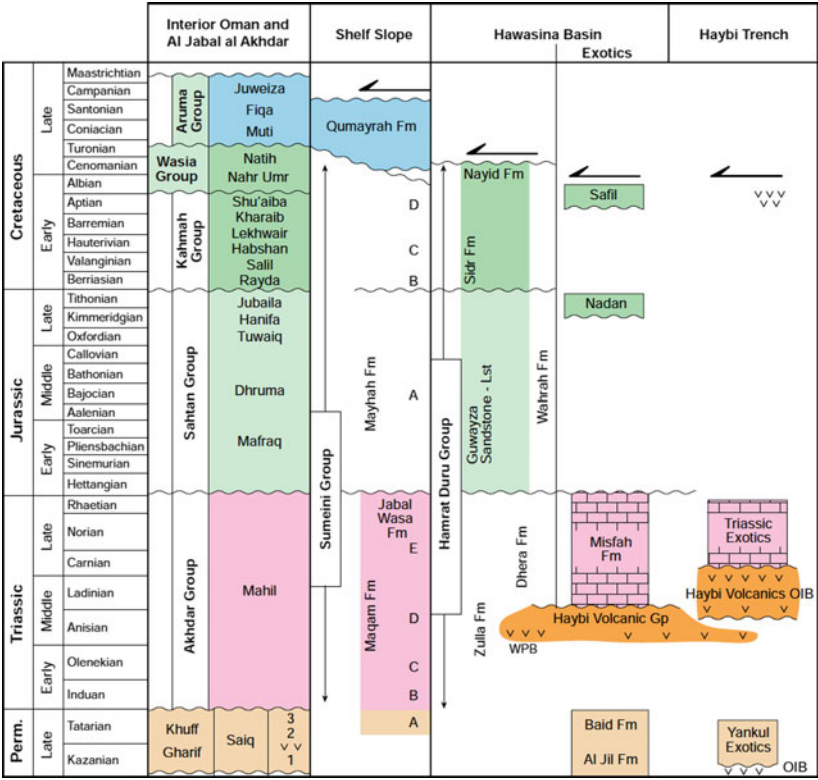 Interior Oman and
Al Jabal al Akhdar
Shelf Slope
Hawasina Basin
Exotics
Haybi Trench
Cretaceous
Late
Maastrichtian
Campanian
Santonian
Coniacian
Turonian
Cenomanian
Early
Albian
Aptian
Barremian
Hauterivian
Valanginian
Berriasian
Jurassic
Late
Tithonian
Kimmeridgian
Oxfordian
Middle
Callovian
Bathonian
Bajocian
Aalenian
Early
Toarcian
Pliensbachian
Sinemurian
Hettangian
Triassic
Late
Rhaetian
Norian
Carnian
Middle
Ladinian
Anisian
Early
Olenekian
Induan
Perm.
Late
Tatarian
Kazanian
Aruma
Group
Juweiza
Fiqa
Muti
Wasia
Group
Natih
Nahr Umr
Kahmah
Group
Shu'aiba
Kharaib
Lekhwair
Habshan
Salil
Rayda
Sahtan Group
Jubaila
Hanifa
Tuwaiq
Dhruma
Mafraq
Akhdar Group
Mahil
Khuff
Gharif
Saiq
3
2
1
Sumeini Group
Qumayrah Fm
D
C
B
Mayhah Fm
A
Jabal
Wasa
Fm
E
Maqam Fm
D
C
B
A
Hamrat Duru Group
Nayid Fm
Sidr Fm
Guwayza
Sandstone - Lst
Wahrah Fm
Dhera Fm
Zulla Fm
Safil
Nadan
Misfah
Fm
Haybi Volcanic Gp
WPB
Baid Fm
Al Jil Fm
Triassic
Exotics
Haybi Volcanics OIB
Yankul
Exotics
OIB